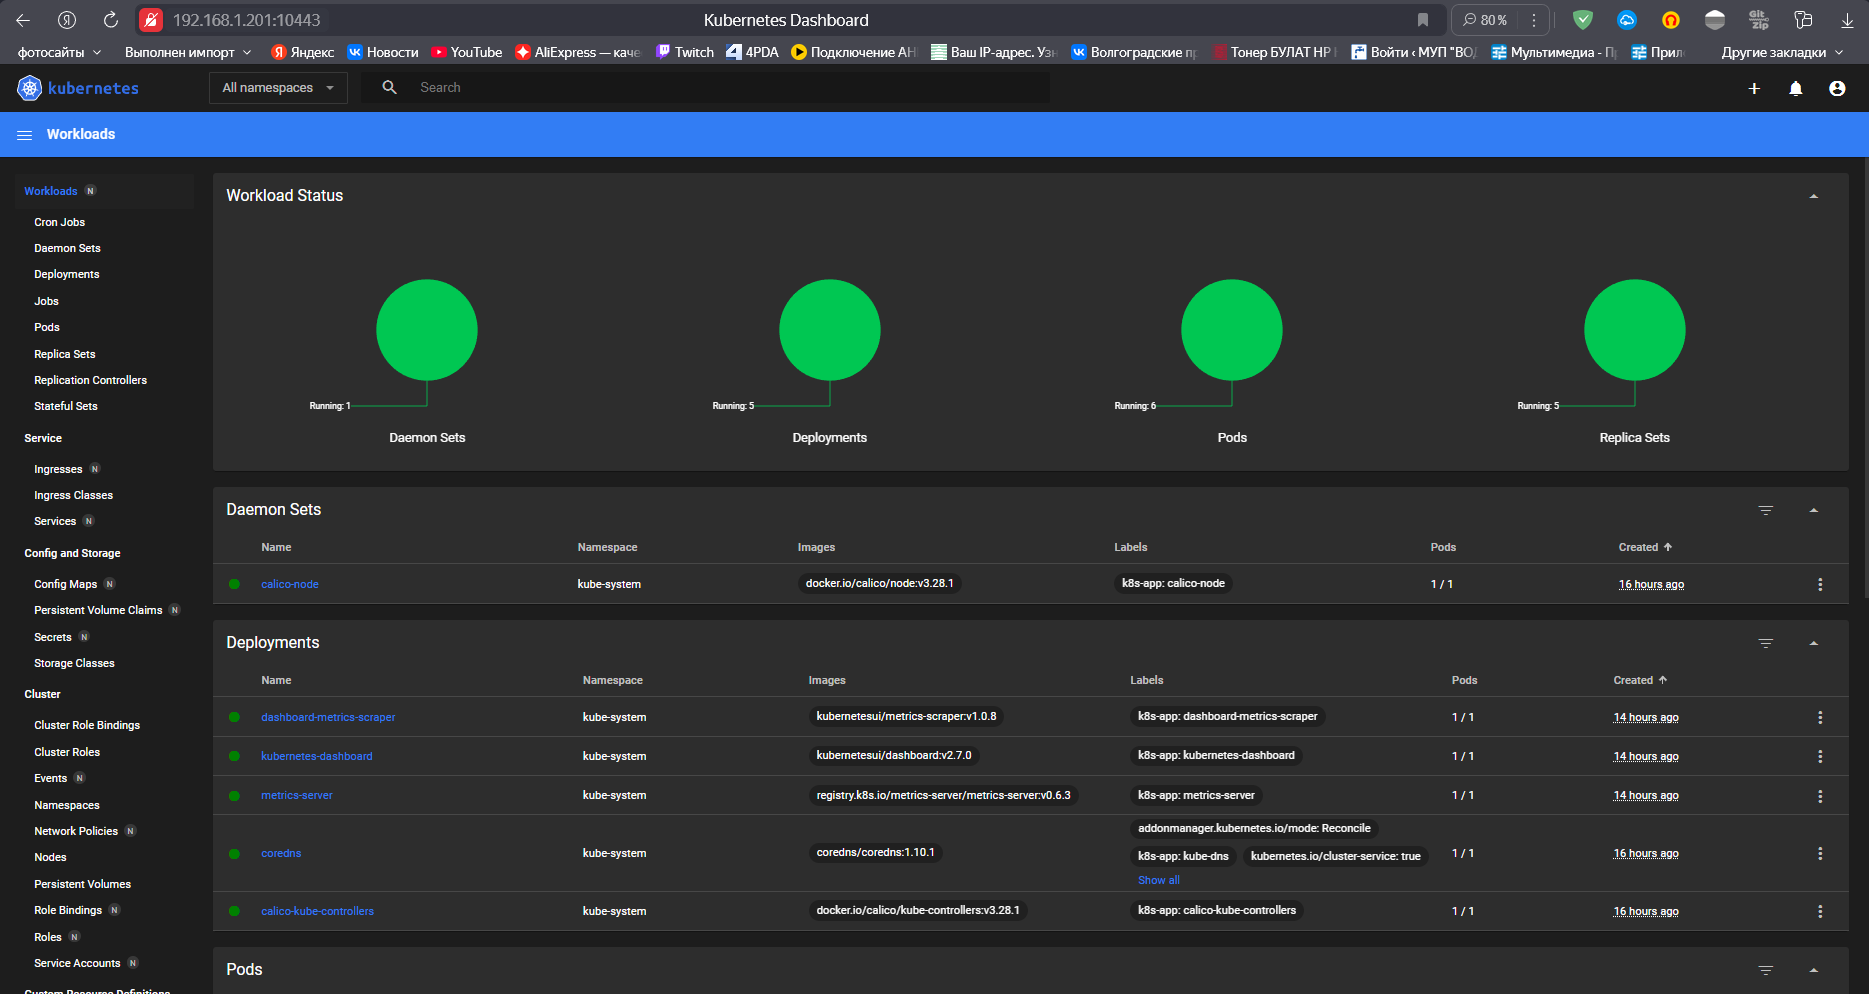 192.168.1.201:10443
Kubernetes Dashboard
80 %
фотосайты
Выполнен импорт
Яндекс
Новости
YouTube
AliExpress — каче
Twitch
4PDA
Подключение АН
Ваш IP-адрес. Узн
Волгоградские п
Тонер БУЛАТ HP
Войти ‹ МУП "ВОД
Мультимедиа - П
Прил
Другие закладки
kubernetes
All namespaces
Search
Workloads
Workloads N
Cron Jobs
Daemon Sets
Deployments
Jobs
Pods
Replica Sets
Replication Controllers
Stateful Sets
Service
Ingresses N
Ingress Classes
Services N
Config and Storage
Config Maps N
Persistent Volume Claims N
Secrets N
Storage Classes
Cluster
Cluster Role Bindings
Cluster Roles
Events N
Namespaces
Network Policies N
Nodes
Persistent Volumes
Role Bindings N
Roles N
Service Accounts N
Custom Resource Definitions
Workload Status
Running: 1
Daemon Sets
Running: 5
Deployments
Running: 6
Pods
Running: 5
Replica Sets
Daemon Sets
Name Namespace Images Labels Pods Created
calico-node kube-system docker.io/calico/node:v3.28.1 k8s-app: calico-node 1 / 1 16 hours ago
Deployments
Name Namespace Images Labels Pods Created
dashboard-metrics-scraper kube-system kubernetesui/metrics-scraper:v1.0.8 k8s-app: dashboard-metrics-scraper 1 / 1 14 hours ago
kubernetes-dashboard kube-system kubernetesui/dashboard:v2.7.0 k8s-app: kubernetes-dashboard 1 / 1 14 hours ago
metrics-server kube-system registry.k8s.io/metrics-server/metrics-server:v0.6.3 k8s-app: metrics-server 1 / 1 14 hours ago
addonmanager.kubernetes.io/mode: Reconcile
coredns kube-system coredns/coredns:1.10.1 k8s-app: kube-dns kubernetes.io/cluster-service: true 1 / 1 16 hours ago
Show all
calico-kube-controllers kube-system docker.io/calico/kube-controllers:v3.28.1 k8s-app: calico-kube-controllers 1 / 1 16 hours ago
Pods